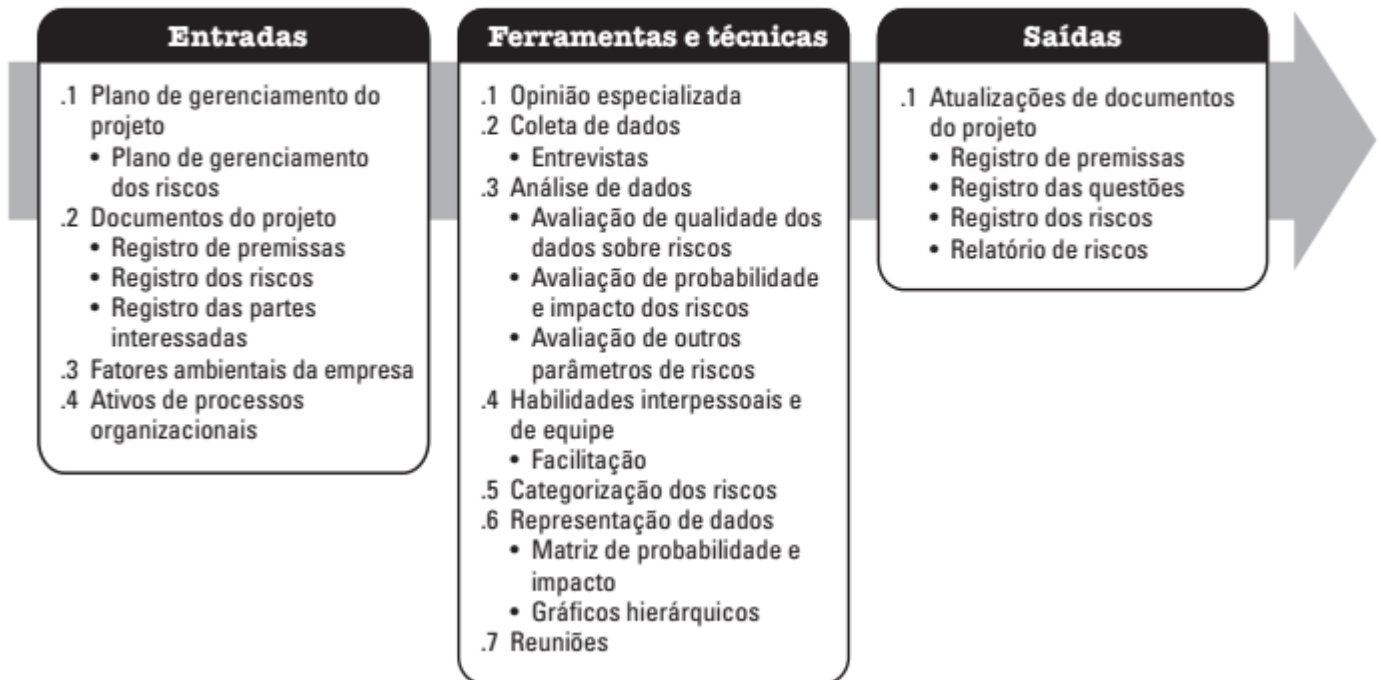 Entradas
.1 Plano de gerenciamento do
projeto
• Plano de gerenciamento
dos riscos
.2 Documentos do projeto
• Registro de premissas
• Registro dos riscos
• Registro das partes
interessadas
.3 Fatores ambientais da empresa
.4 Ativos de processos
organizacionais
Ferramentas e técnicas
.1 Opinião especializada
.2 Coleta de dados
• Entrevistas
.3 Análise de dados
• Avaliação de qualidade dos
dados sobre riscos
• Avaliação de probabilidade
e impacto dos riscos
• Avaliação de outros
parâmetros de riscos
.4 Habilidades interpessoais e
de equipe
• Facilitação
.5 Categorização dos riscos
.6 Representação de dados
• Matriz de probabilidade e
impacto
• Gráficos hierárquicos
.7 Reuniões
Saídas
.1 Atualizações de documentos
do projeto
• Registro de premissas
• Registro das questões
• Registro dos riscos
• Relatório de riscos